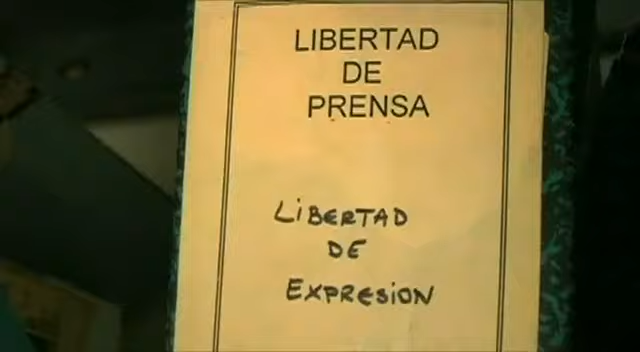 LIBERTAD
DE
PRENSA
LiBERTAD
DE
EXPRESiON